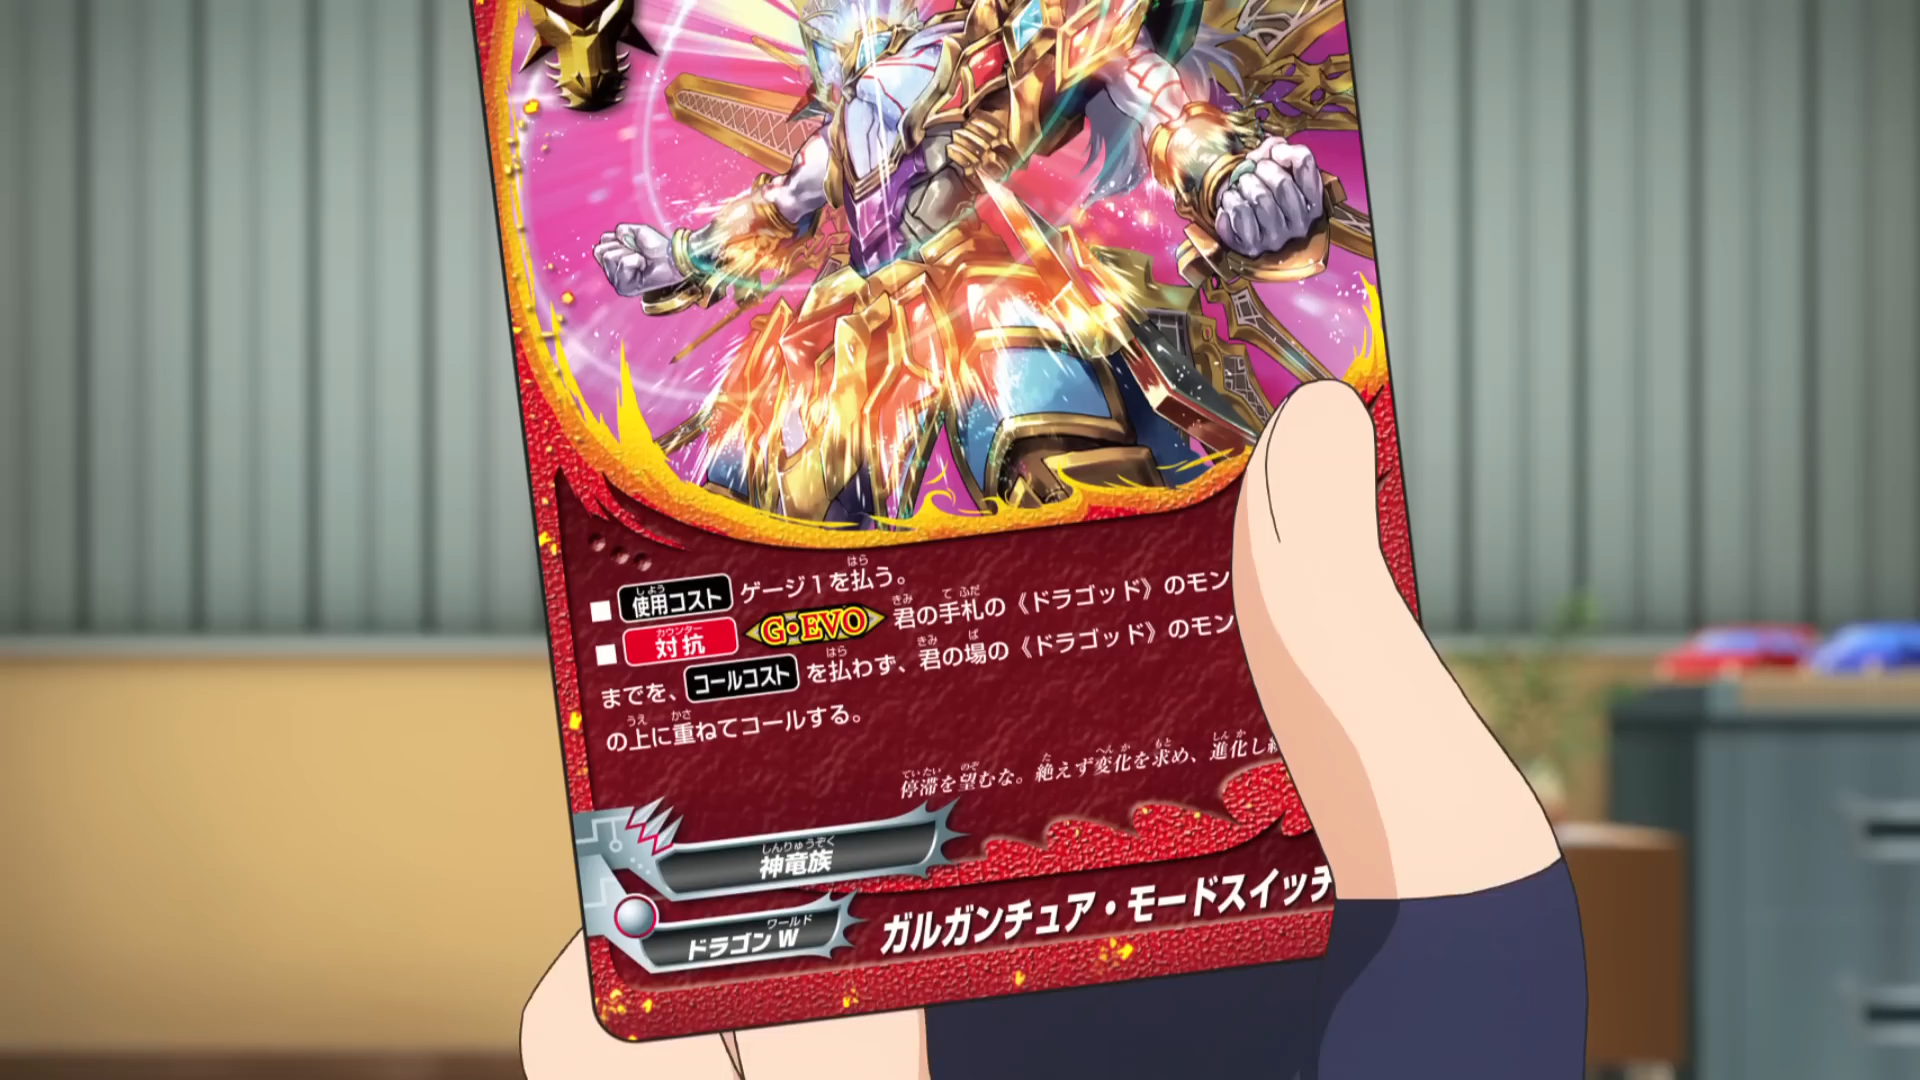 ■使用コスト ゲージ1を払う。
■対抗 G・EVO 君の手札の《ドラゴッド》のモン
までを、コールコストを払わず、君の場の《ドラゴッド》のモン
の上に重ねてコールする。
停滞を望むな。絶えず変化を求め、進化し
神竜族
ドラゴンW
ガルガンチュア・モードスイッチ